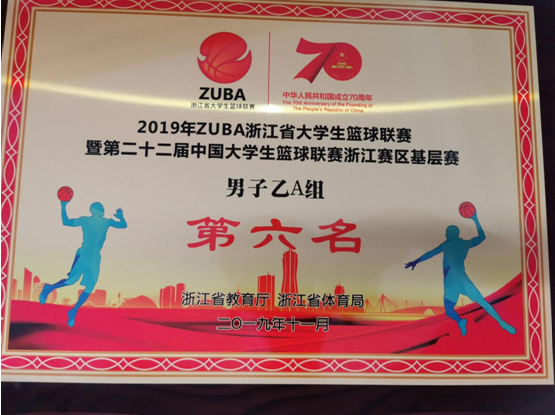 ZUBA
浙江省大学生篮球联赛
70
中华人民共和国成立70周年
The 70th Anniversary of the Founding of
The People's Republic of China
2019年ZUBA浙江省大学生篮球联赛
暨第二十二届中国大学生篮球联赛浙江赛区基层赛
男子乙A组
第六名
浙江省教育厅 浙江省体育局
二〇一九年十一月